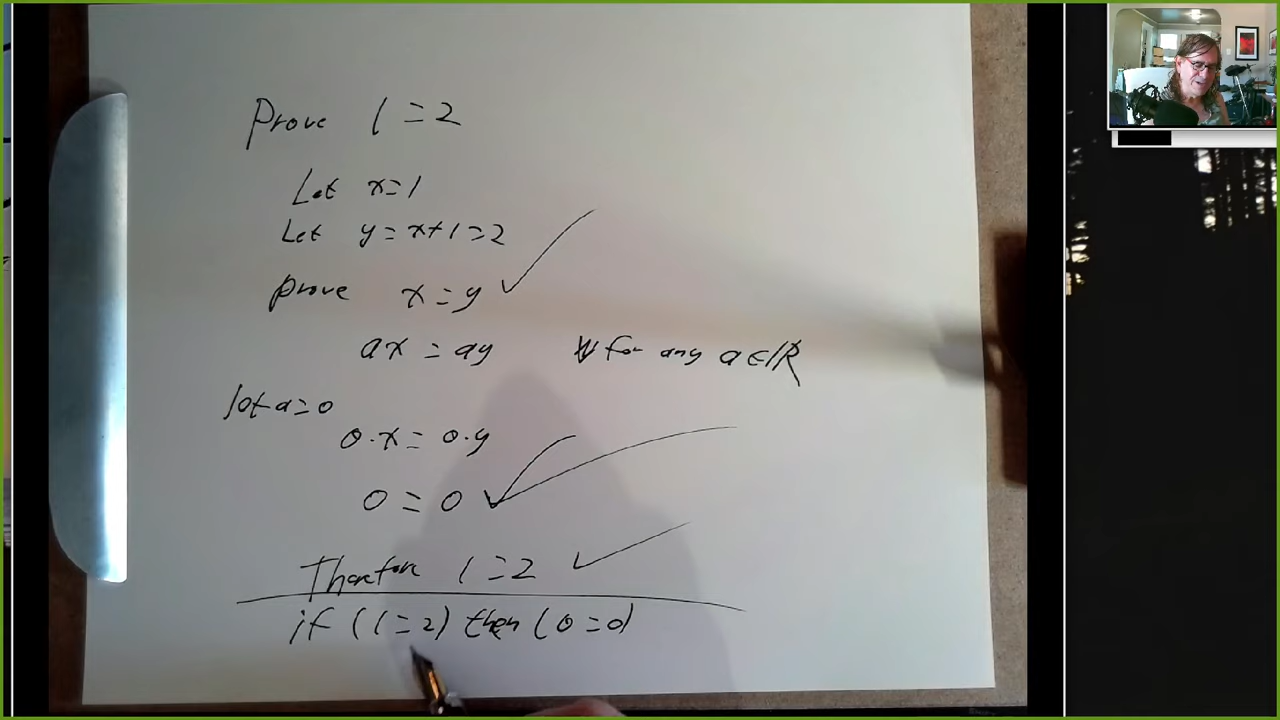 Prove 1 = 2
Let x = 1
Let y = x + 1 = 2
prove x = y ✓
ax = ay for any a ∈ ℝ
let a = 0
0·x = 0·y
0 = 0 ✓
Therefore 1 = 2 ✓
if (1 = 2) then (0 = 0)